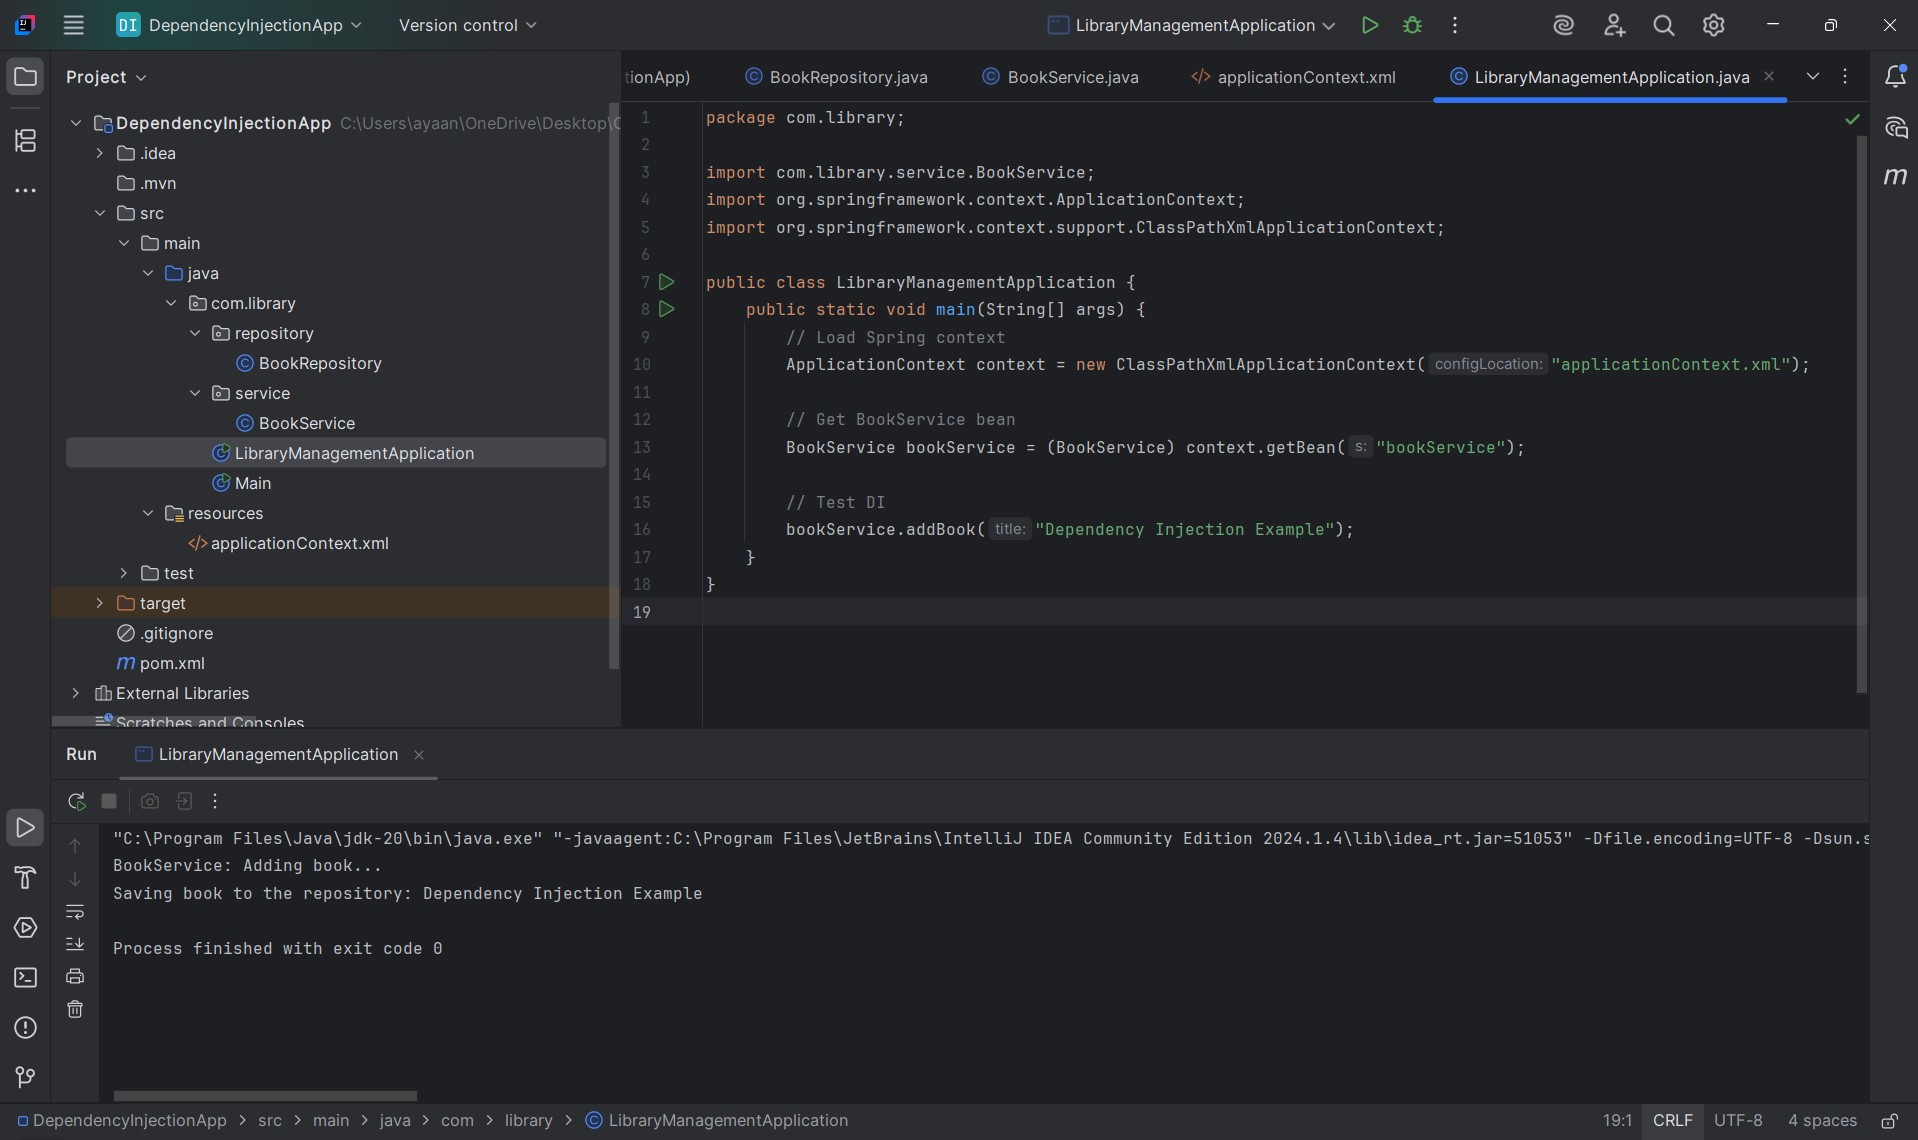 DI DependencyInjectionApp Version control LibraryManagementApplication
Project
DependencyInjectionApp C:\Users\ayaan\OneDrive\Desktop\
.idea
.mvn
src
main
java
com.library
repository
BookRepository
service
BookService
LibraryManagementApplication
Main
resources
applicationContext.xml
test
target
.gitignore
pom.xml
External Libraries
Scratches and Consoles
tionApp) BookRepository.java BookService.java applicationContext.xml LibraryManagementApplication.java
1 package com.library;
2
3 import com.library.service.BookService;
4 import org.springframework.context.ApplicationContext;
5 import org.springframework.context.support.ClassPathXmlApplicationContext;
6
7 public class LibraryManagementApplication {
8 public static void main(String[] args) {
9 // Load Spring context
10 ApplicationContext context = new ClassPathXmlApplicationContext( configLocation: "applicationContext.xml");
11
12 // Get BookService bean
13 BookService bookService = (BookService) context.getBean( s: "bookService");
14
15 // Test DI
16 bookService.addBook( title: "Dependency Injection Example");
17 }
18 }
19
Run LibraryManagementApplication
"C:\Program Files\Java\jdk-20\bin\java.exe" "-javaagent:C:\Program Files\JetBrains\IntelliJ IDEA Community Edition 2024.1.4\lib\idea_rt.jar=51053" -Dfile.encoding=UTF-8 -Dsun.s
BookService: Adding book...
Saving book to the repository: Dependency Injection Example
Process finished with exit code 0
DependencyInjectionApp > src > main > java > com > library > LibraryManagementApplication 19:1 CRLF UTF-8 4 spaces